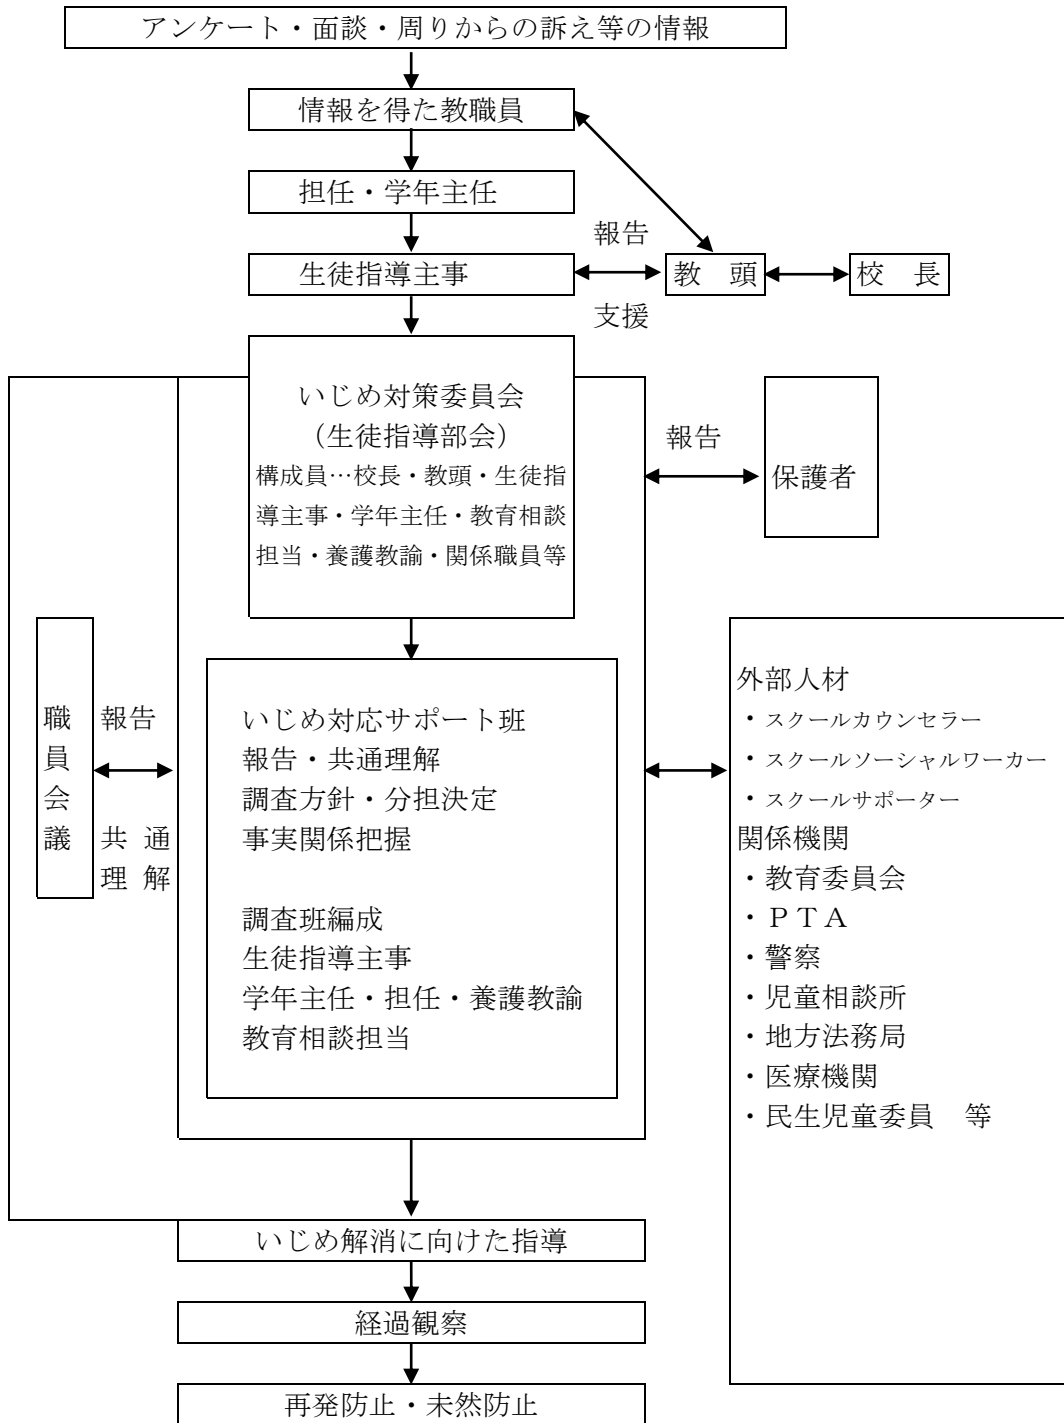 アンケート・面談・周りからの訴え等の情報
情報を得た教職員
担任・学年主任
報告
生徒指導主事
教　頭
校　長
支援
いじめ対策委員会
（生徒指導部会）
構成員…校長・教頭・生徒指
導主事・学年主任・教育相談
担当・養護教諭・関係職員等
報告
保護者
職員会議
報告
共　通
理　解
いじめ対応サポート班
報告・共通理解
調査方針・分担決定
事実関係把握
調査班編成
生徒指導主事
学年主任・担任・養護教諭
教育相談担当
外部人材
・スクールカウンセラー
・スクールソーシャルワーカー
・スクールサポーター
関係機関
・教育委員会
・ＰＴＡ
・警察
・児童相談所
・地方法務局
・医療機関
・民生児童委員　等
いじめ解消に向けた指導
経過観察
再発防止・未然防止